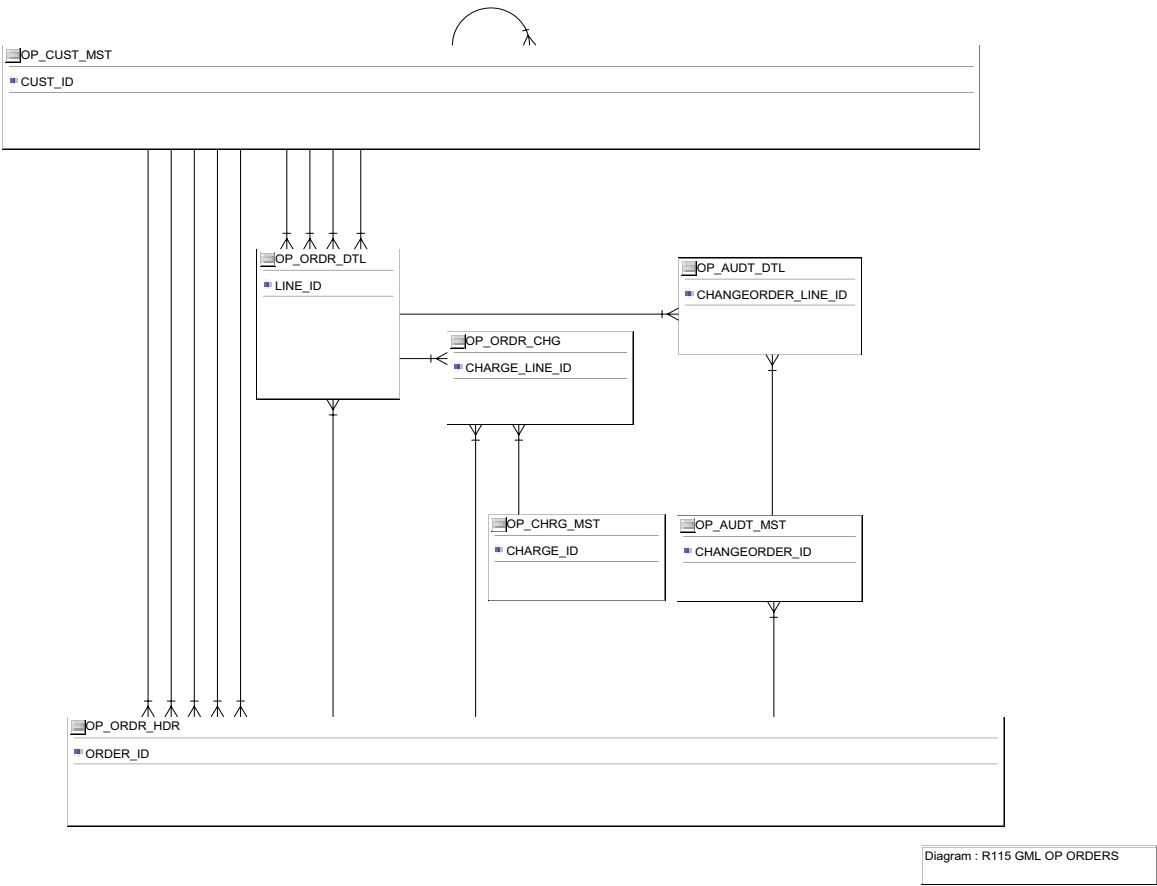 OP_CUST_MST
CUST_ID
OP_ORDR_DTL
LINE_ID
OP_AUDT_DTL
CHANGEORDER_LINE_ID
OP_ORDR_CHG
CHARGE_LINE_ID
OP_CHRG_MST
CHARGE_ID
OP_AUDT_MST
CHANGEORDER_ID
OP_ORDR_HDR
ORDER_ID
Diagram : R115 GML OP ORDERS